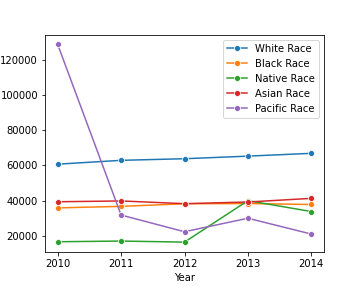 120000
100000
80000
60000
40000
20000
2010
2011
2012
2013
2014
Year
White Race
Black Race
Native Race
Asian Race
Pacific Race